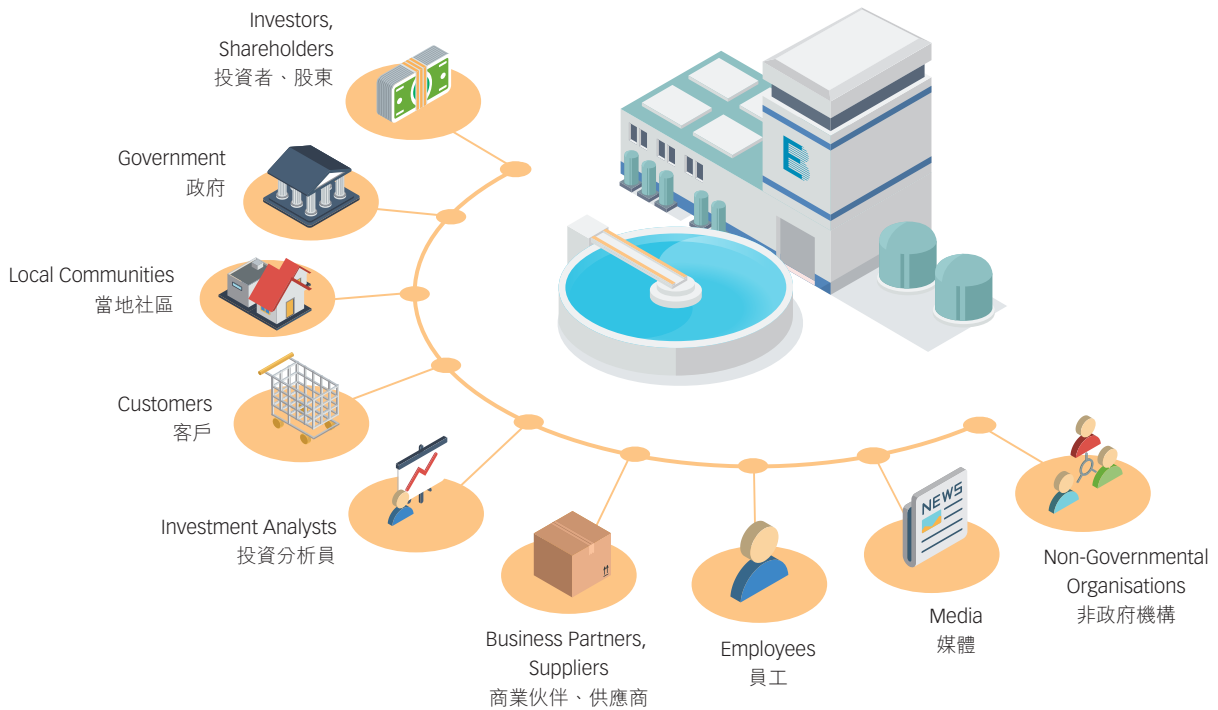 Investors,
Shareholders
投資者、股東
Government
政府
Local Communities
當地社區
Customers
客戶
Investment Analysts
投資分析員
Business Partners,
Suppliers
商業伙伴、供應商
Employees
員工
Media
媒體
Non-Governmental
Organisations
非政府機構
NEWS